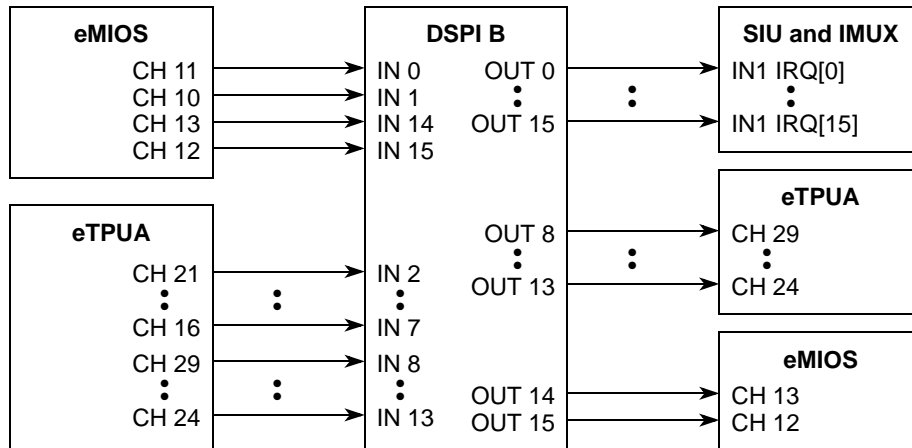 eMIOS
CH 11
CH 10
CH 13
CH 12
eTPUA
CH 21
CH 16
CH 29
CH 24
DSPI B
IN 0
IN 1
IN 14
IN 15
IN 2
IN 7
IN 8
IN 13
OUT 0
OUT 15
OUT 8
OUT 13
OUT 14
OUT 15
SIU and IMUX
IN1 IRQ[0]
IN1 IRQ[15]
eTPUA
CH 29
CH 24
eMIOS
CH 13
CH 12